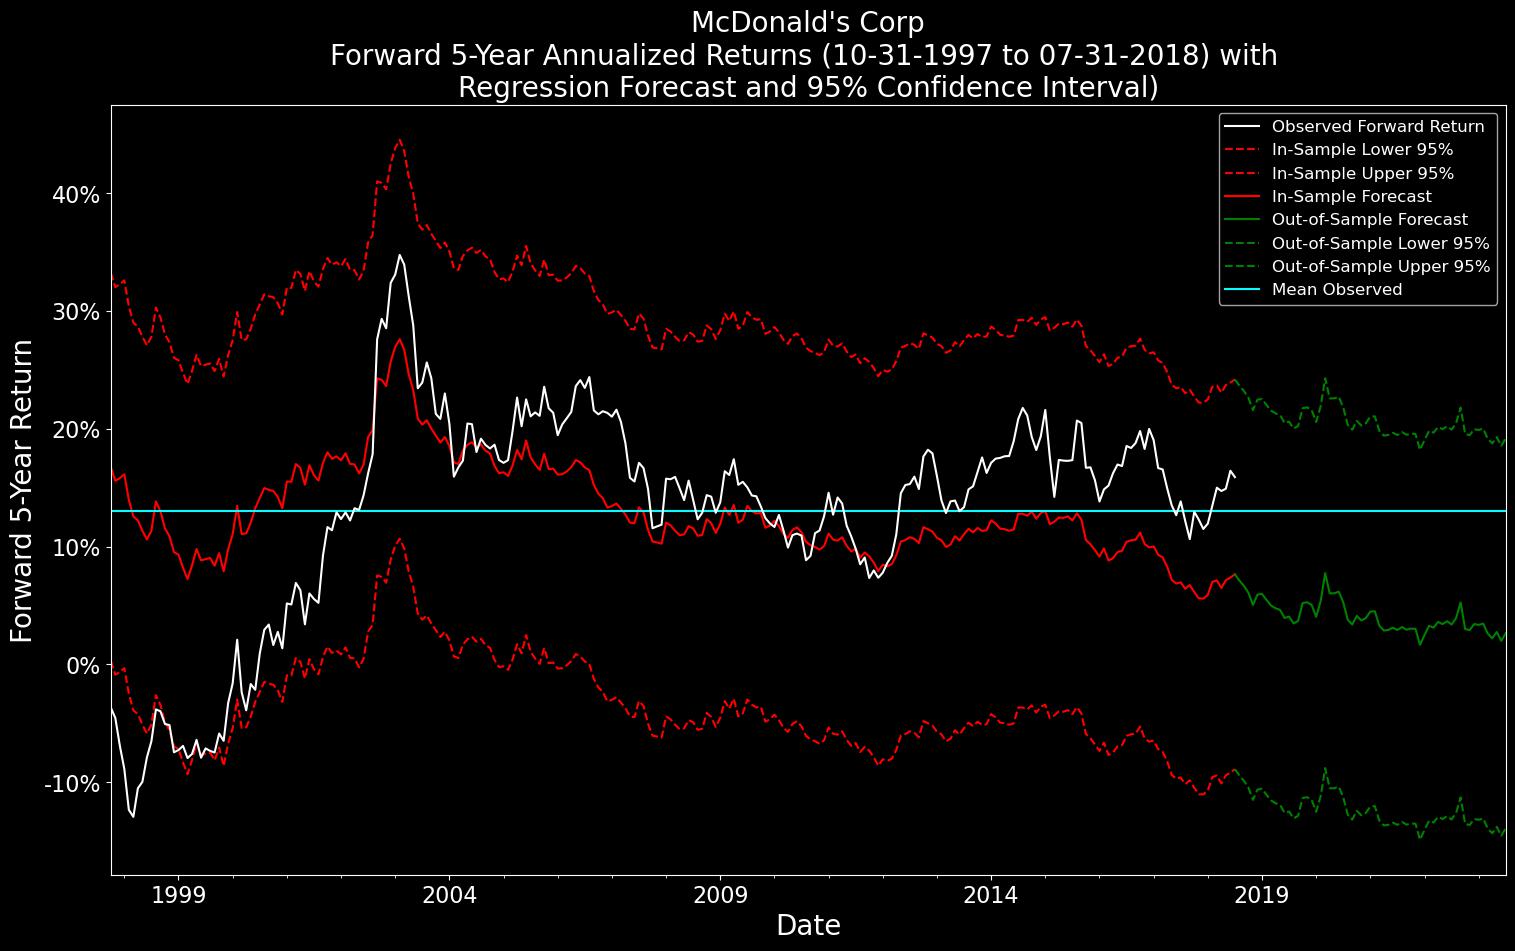 McDonald's Corp
Forward 5-Year Annualized Returns (10-31-1997 to 07-31-2018) with
Regression Forecast and 95% Confidence Interval)
Observed Forward Return
In-Sample Lower 95%
In-Sample Upper 95%
In-Sample Forecast
Out-of-Sample Forecast
Out-of-Sample Lower 95%
Out-of-Sample Upper 95%
Mean Observed
Forward 5-Year Return
40%
30%
20%
10%
0%
-10%
1999 2004 2009 2014 2019
Date